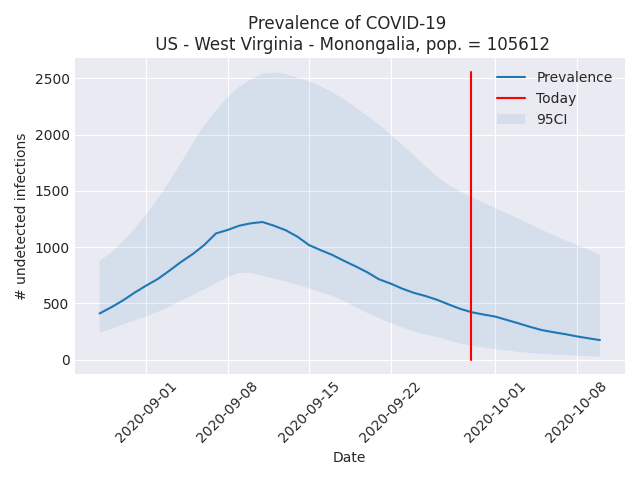 Prevalence of COVID-19
US - West Virginia - Monongalia, pop. = 105612
# undetected infections
2500
2000
1500
1000
500
0
Prevalence
Today
95CI
2020-09-01
2020-09-08
2020-09-15
2020-09-22
2020-10-01
2020-10-08
Date